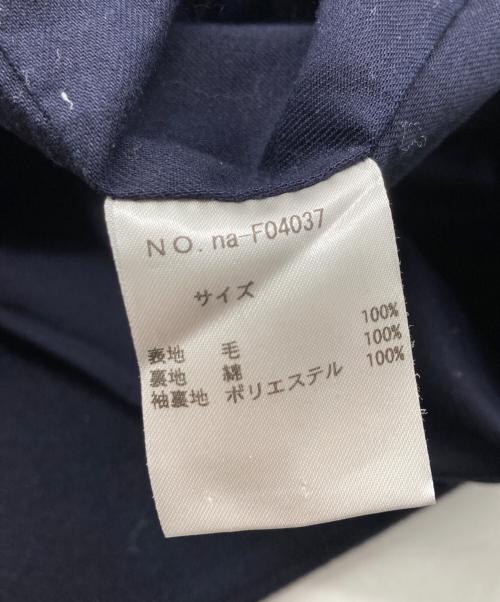 NO. na-F04037
サイズ
表地 毛 100%
裏地 綿 100%
袖裏地 ポリエステル 100%